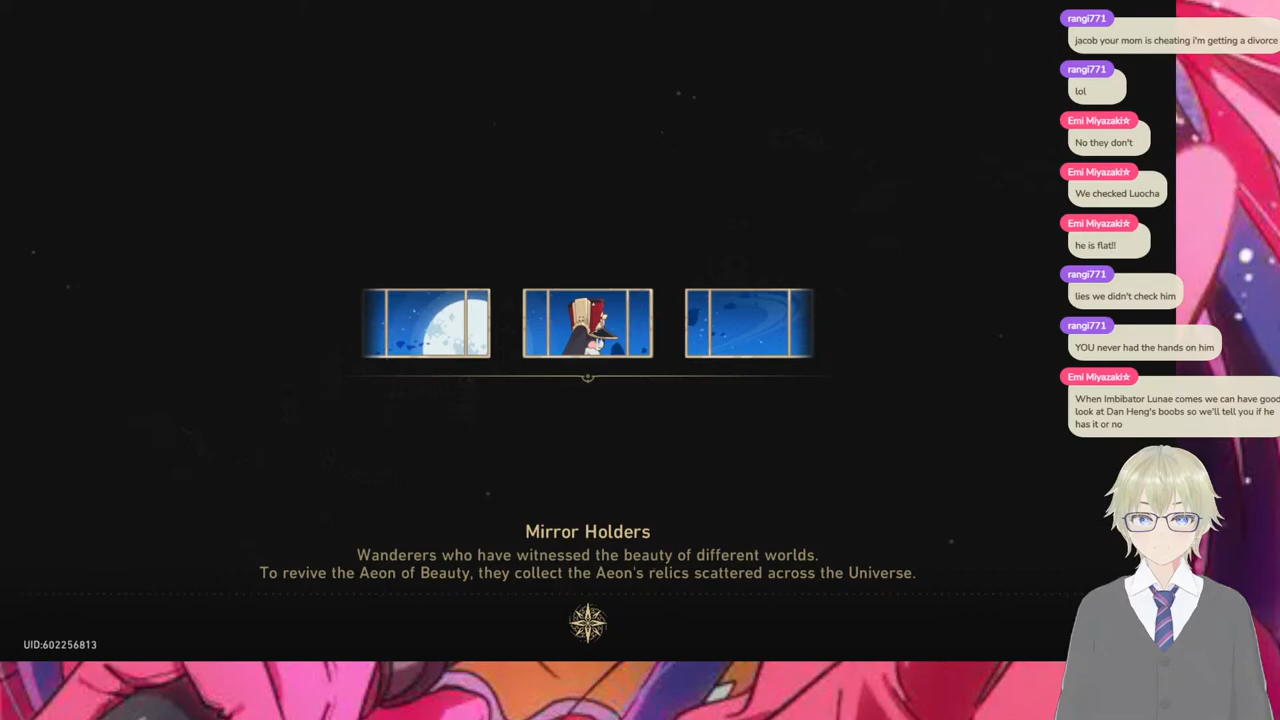 rangi771
jacob your mom is cheating i'm getting a divorce
rangi771
lol
Emi Miyazaki☆
No they don't
Emi Miyazaki☆
We checked Luocha
Emi Miyazaki☆
he is flat!!
rangi771
lies we didn't check him
rangi771
YOU never had the hands on him
Emi Miyazaki☆
When Imbibator Lunae comes we can have good
look at Dan Heng's boobs so we'll tell you if he
has it or no
Mirror Holders
Wanderers who have witnessed the beauty of different worlds.
To revive the Aeon of Beauty, they collect the Aeon's relics scattered across the Universe.
UID:602256813